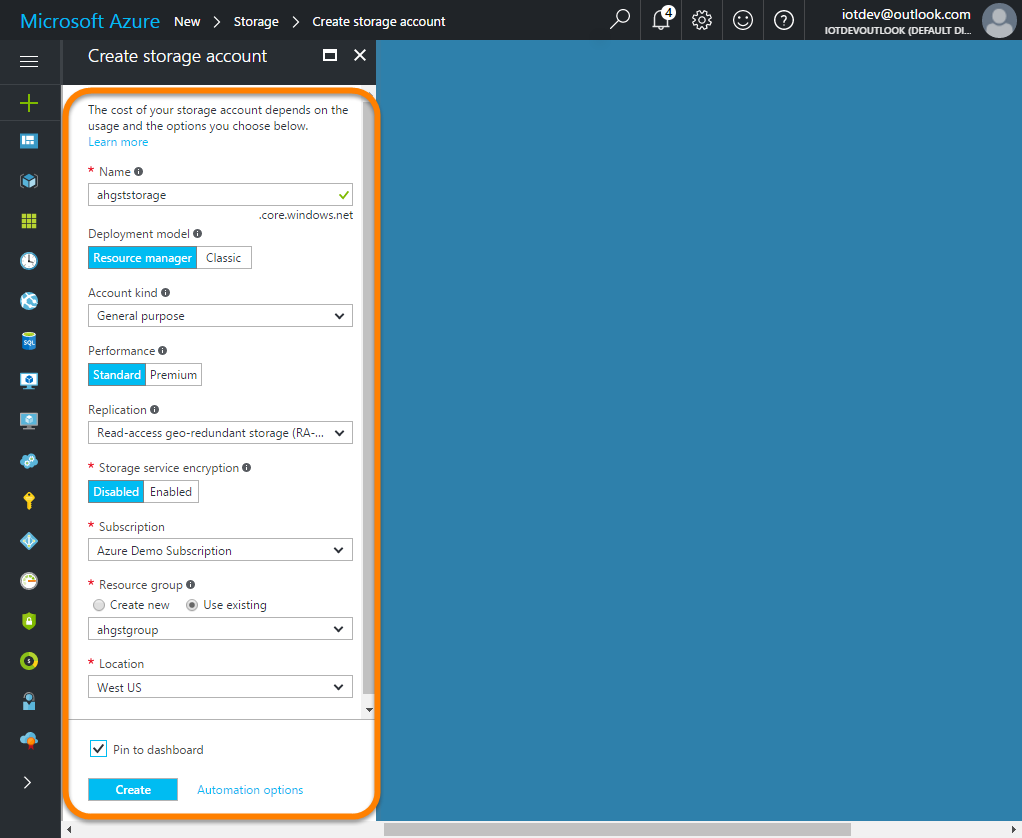 Microsoft Azure New > Storage > Create storage account
4
iotdev@outlook.com
IOTDEVOUTLOOK (DEFAULT DI...
Create storage account
The cost of your storage account depends on the
usage and the options you choose below.
Learn more
* Name
ahgststorage
.core.windows.net
Deployment model
Resource manager Classic
Account kind
General purpose
Performance
Standard Premium
Replication
Read-access geo-redundant storage (RA-...
* Storage service encryption
Disabled Enabled
* Subscription
Azure Demo Subscription
* Resource group
Create new Use existing
ahgstgroup
* Location
West US
Pin to dashboard
Create Automation options
SQL